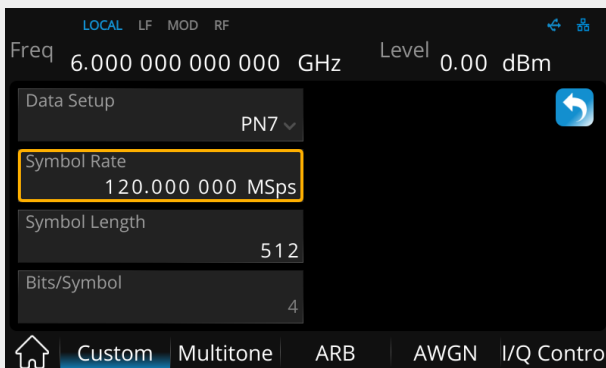 LOCAL LF MOD RF
Freq 6.000 000 000 000 GHz Level 0.00 dBm
Data Setup
PN7
Symbol Rate
120.000 000 MSps
Symbol Length
512
Bits/Symbol
4
Custom Multitone ARB AWGN I/Q Contro